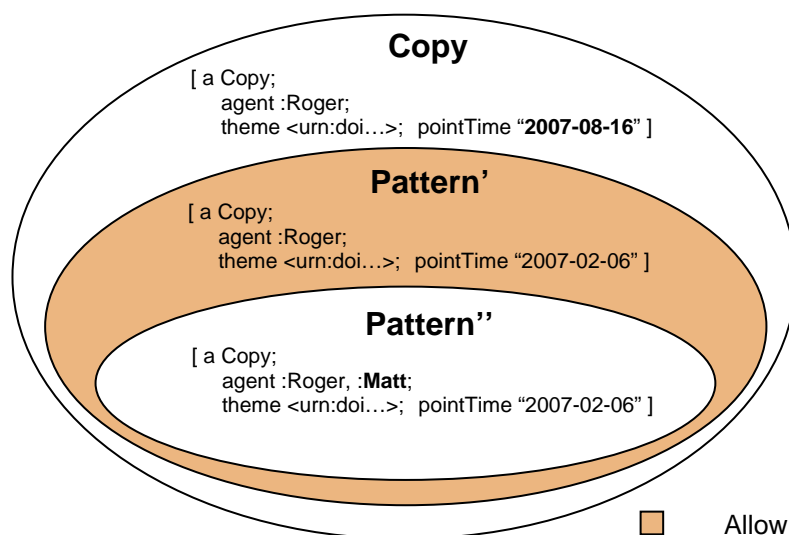 Copy
[ a Copy;
agent :Roger;
theme <urn:doi…>; pointTime “2007-08-16” ]
Pattern’
[ a Copy;
agent :Roger;
theme <urn:doi…>; pointTime “2007-02-06” ]
Pattern’’
[ a Copy;
agent :Roger, :Matt;
theme <urn:doi…>; pointTime “2007-02-06” ]
Allow